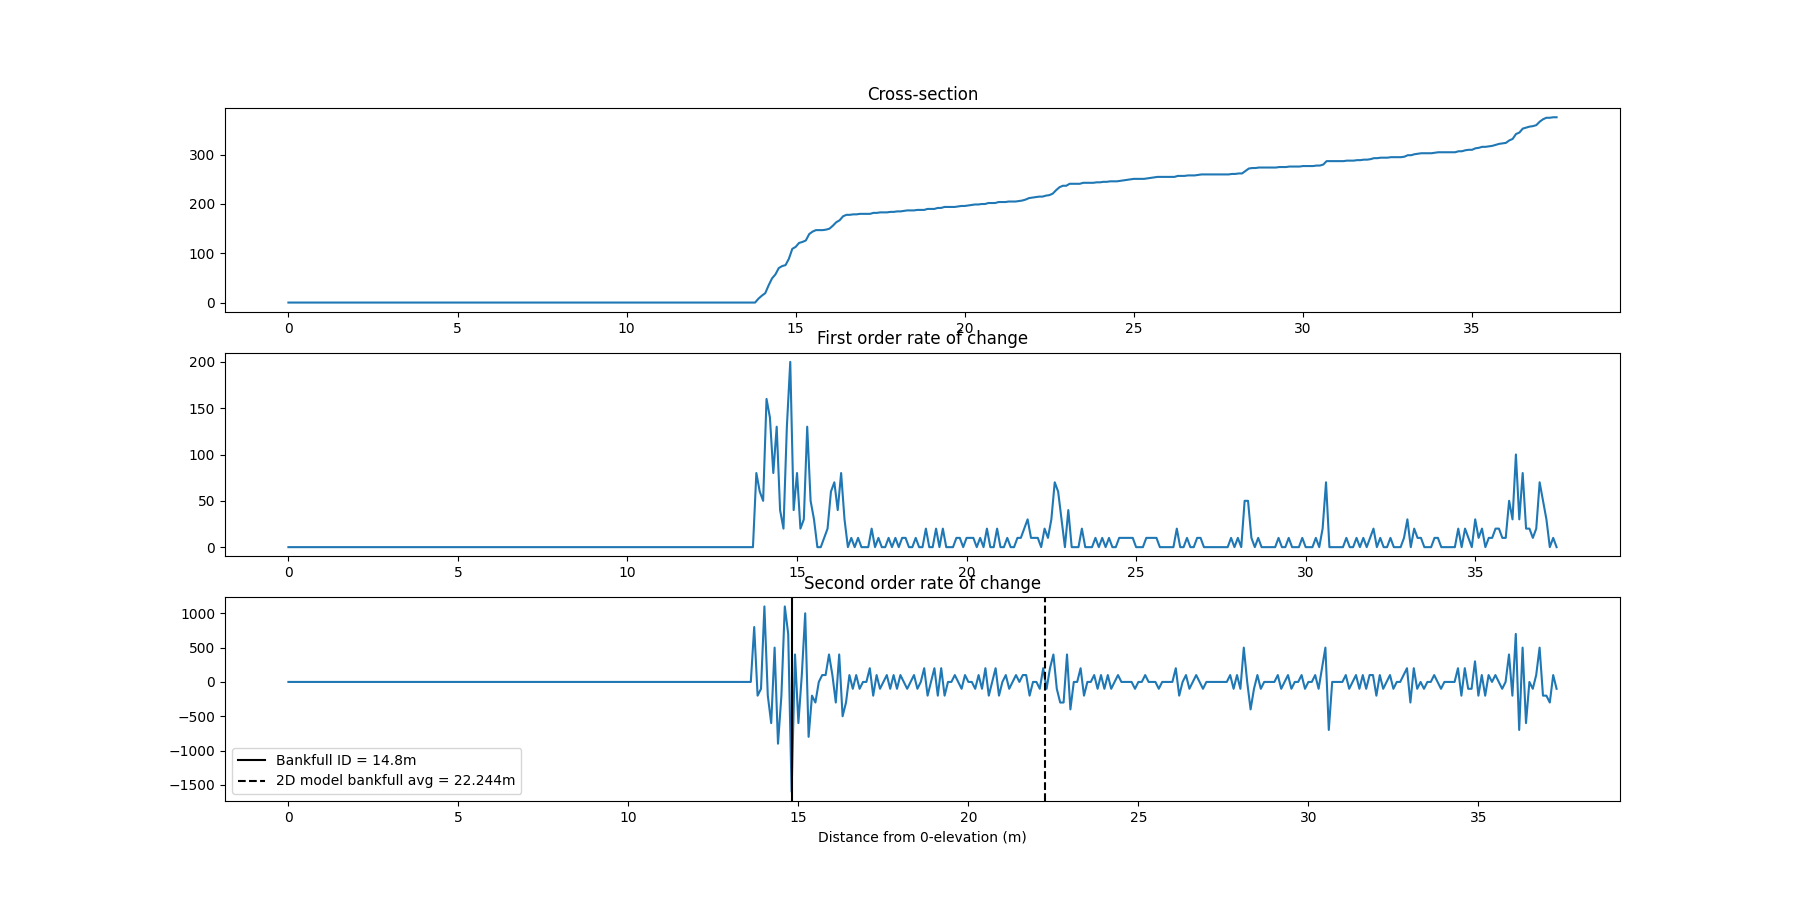 Cross-section
300
200
100
0
0 5 10 15 20 25 30 35
First order rate of change
200
150
100
50
0
0 5 10 15 20 25 30 35
Second order rate of change
1000
500
0
−500
−1000
−1500
Bankfull ID = 14.8m
2D model bankfull avg = 22.244m
0 5 10 15 20 25 30 35
Distance from 0-elevation (m)